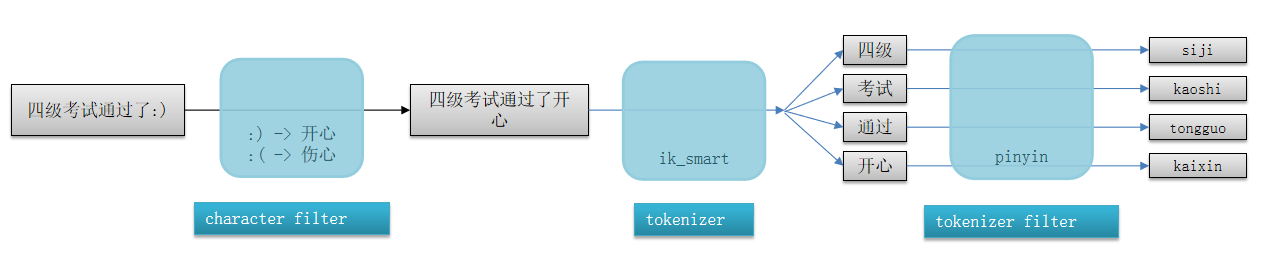 四级考试通过了:)
:) -> 开心
:( -> 伤心
character filter
四级考试通过了开
心
ik_smart
tokenizer
四级
考试
通过
开心
pinyin
tokenizer filter
siji
kaoshi
tongguo
kaixin